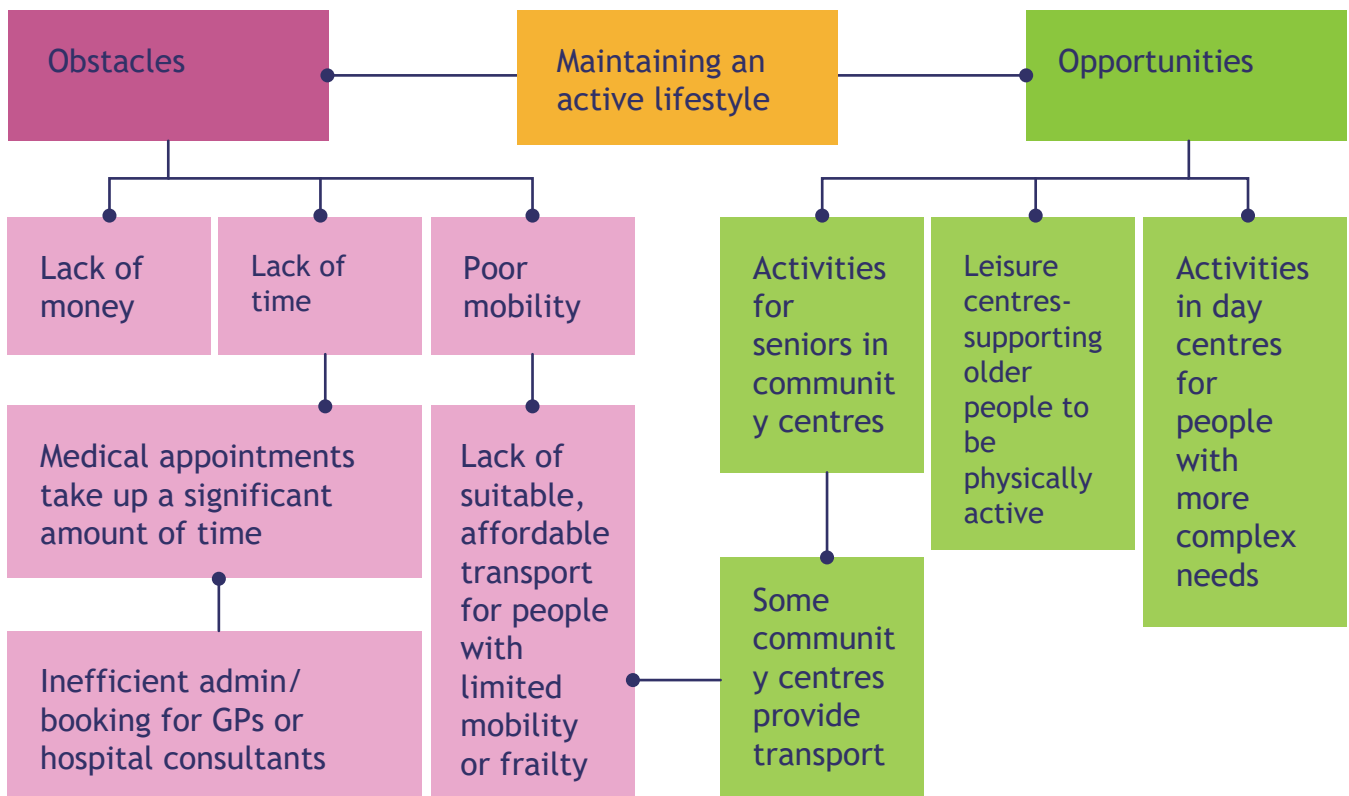 Obstacles
Maintaining an
active lifestyle
Opportunities
Lack of
money
Lack of
time
Poor
mobility
Activities
for
seniors in
communit
y centres
Leisure
centres-
supporting
older
people to
be
physically
active
Activities
in day
centres
for
people
with
more
complex
needs
Medical appointments
take up a significant
amount of time
Lack of
suitable,
affordable
transport
for people
with
limited
mobility
or frailty
Some
communit
y centres
provide
transport
Inefficient admin/
booking for GPs or
hospital consultants